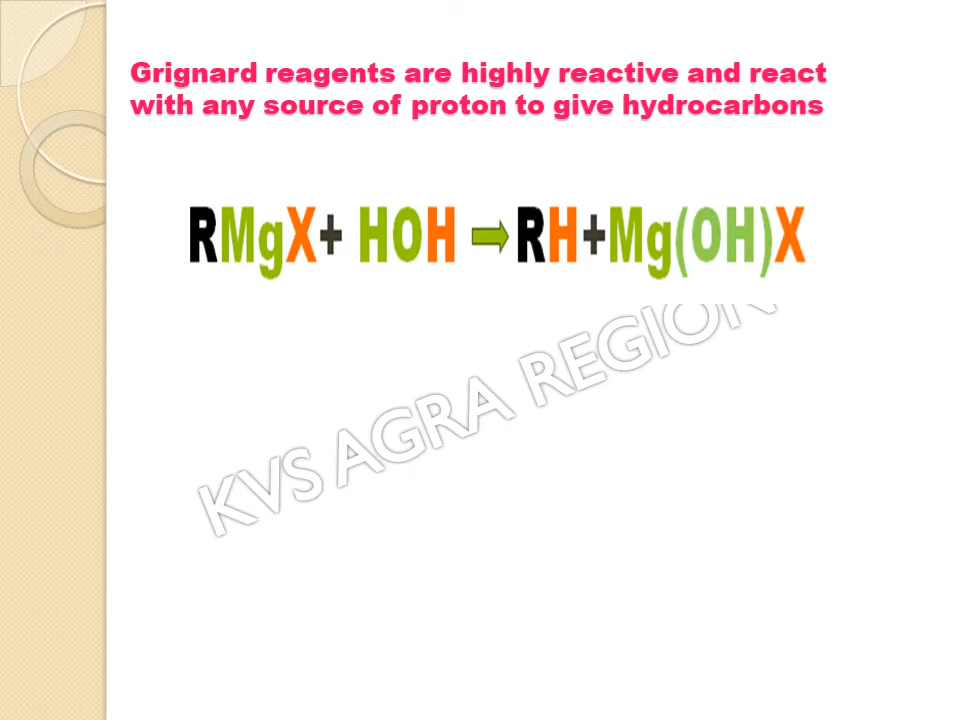 Grignard reagents are highly reactive and react
with any source of proton to give hydrocarbons
RMgX+ HOH ➡ RH+Mg(OH)X
KVS AGRA REGION